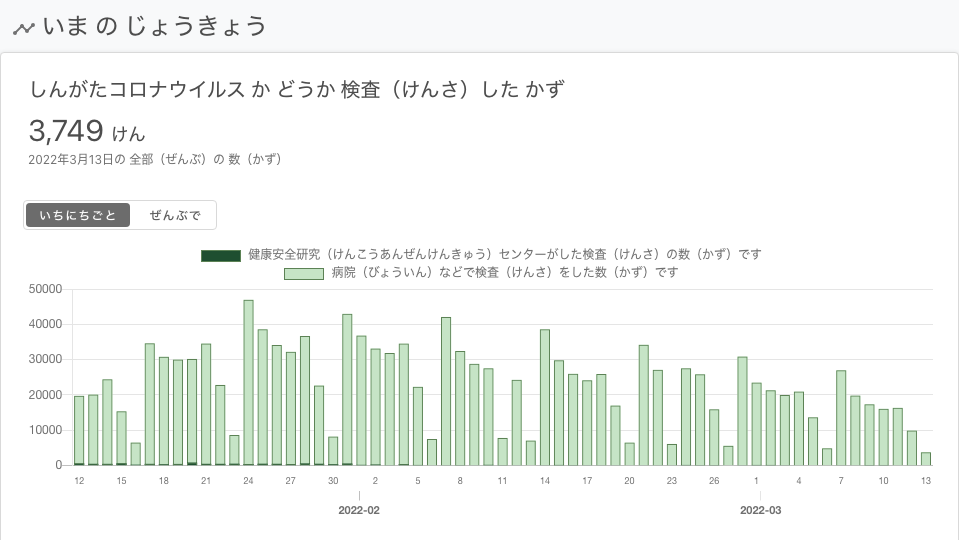 いま の じょうきょう
しんがたコロナウイルス か どうか 検査（けんさ）した かず
3,749 けん
2022年3月13日の 全部（ぜんぶ）の 数（かず）
いちにちごと ぜんぶで
健康安全研究（けんこうあんぜんけんきゅう）センターがした検査（けんさ）の数（かず）です
病院（びょういん）などで検査（けんさ）をした数（かず）です
50000
40000
30000
20000
10000
0
12 15 18 21 24 27 30 2 5 8 11 14 17 20 23 26 1 4 7 10 13
2022-02 2022-03